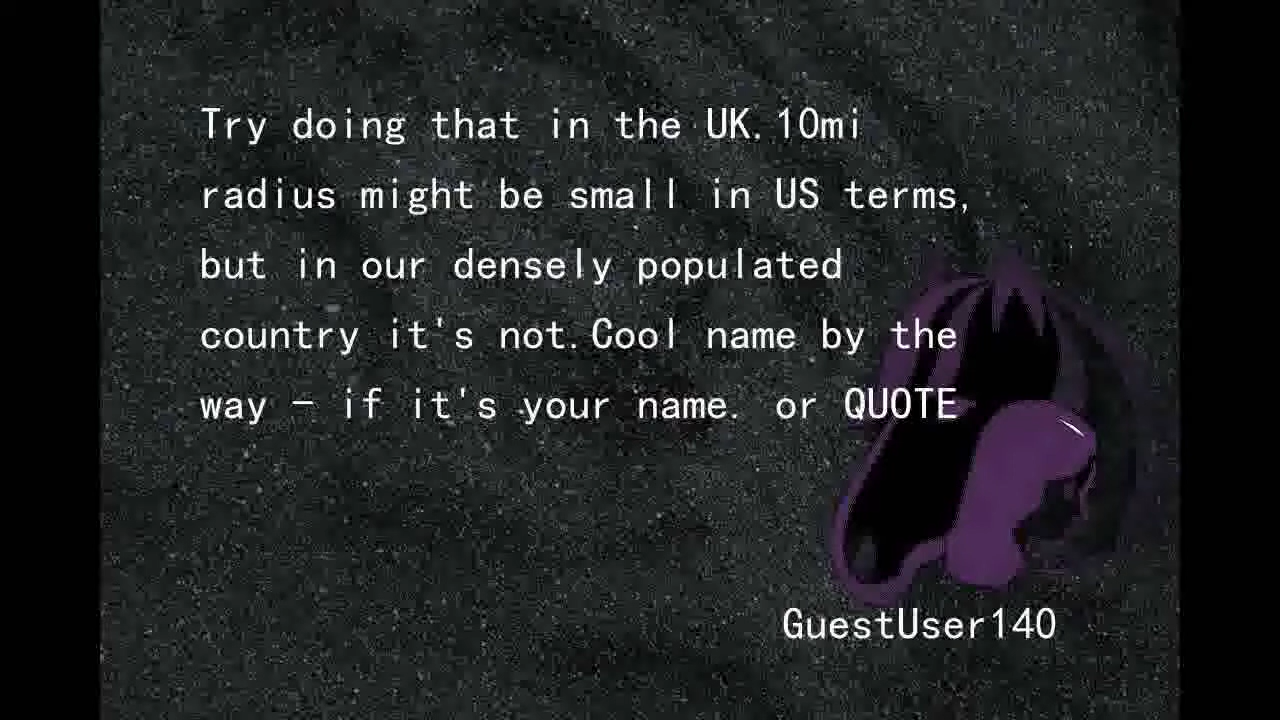 Try doing that in the UK.10mi
radius might be small in US terms,
but in our densely populated
country it's not.Cool name by the
way - if it's your name. or QUOTE
GuestUser140